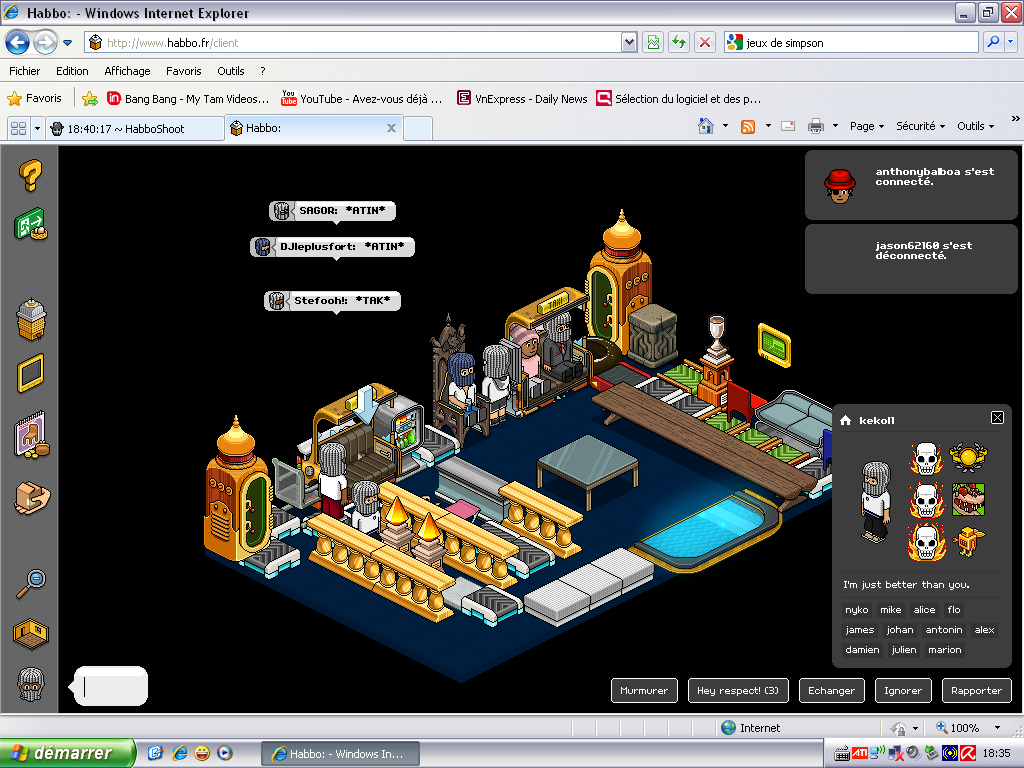 Habbo: - Windows Internet Explorer
http://www.habbo.fr/client
jeux de simpson
Fichier Edition Affichage Favoris Outils ?
Favoris
Bang Bang - My Tam Videos...
YouTube - Avez-vous déjà ...
VnExpress - Daily News
Sélection du logiciel et des p...
18:40:17 ~ HabboShoot
Habbo:
Page Sécurité Outils
anthonybalboa s'est
connecté.
jason62160 s'est
déconnecté.
SAGOR: *ATIN*
DJleplusfort: *ATIN*
Stefooh!: *TAK*
TAXI
kekol1
I'm just better than you.
nyko mike alice flo
james johan antonin alex
damien julien marion
Murmurer
Hey respect! (3)
Echanger
Ignorer
Rapporter
Internet
100%
démarrer
Habbo: - Windows In...
ATI
18:35